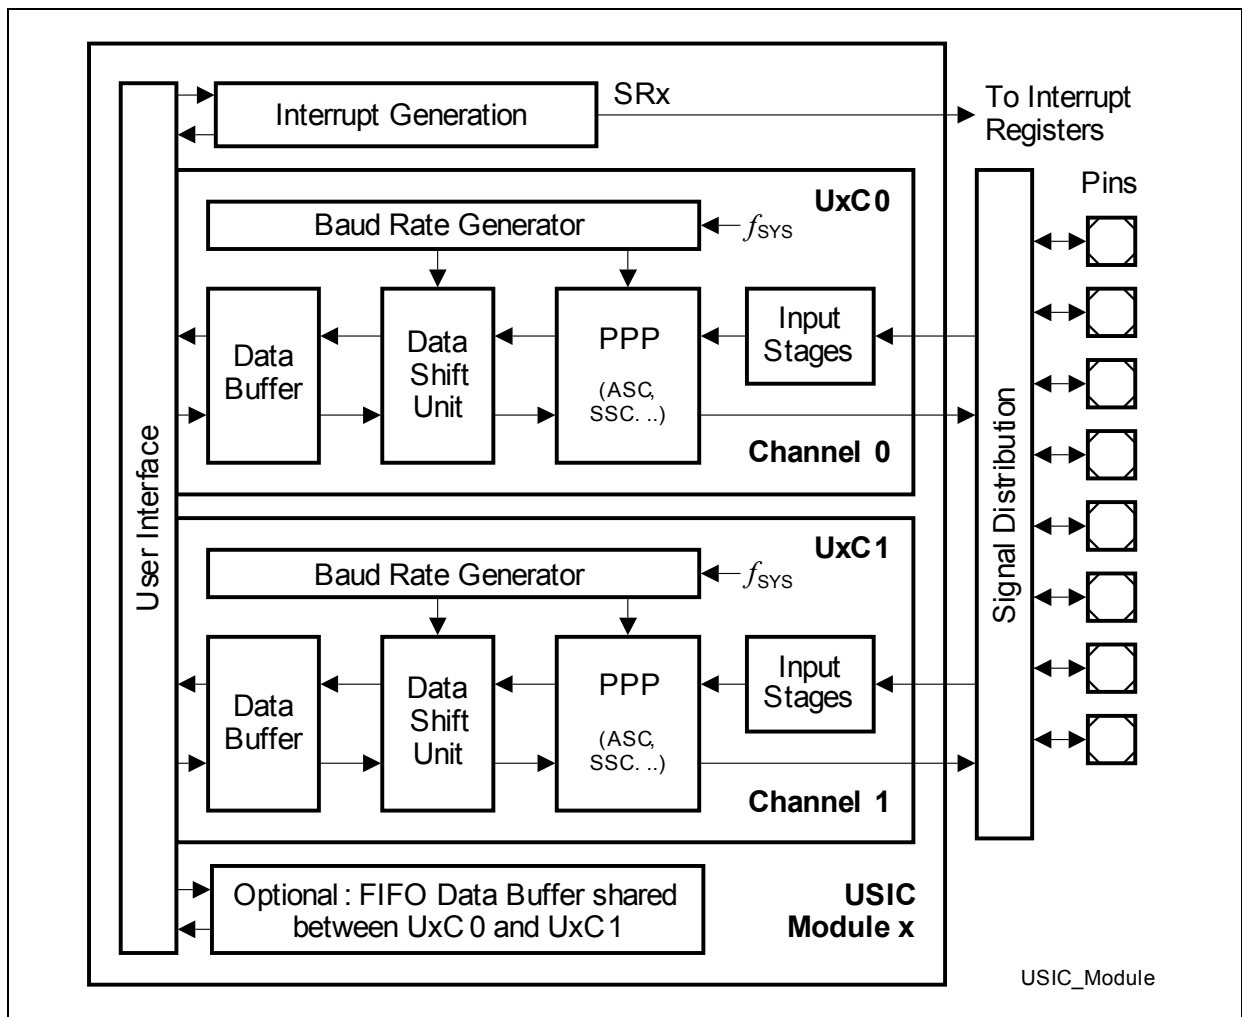 Interrupt Generation
SRx
To Interrupt
Registers
User Interface
UxC0
Baud Rate Generator
fSYS
Data
Buffer
Data
Shift
Unit
PPP
(ASC,
SSC. ..)
Input
Stages
Channel 0
UxC1
Baud Rate Generator
fSYS
Data
Buffer
Data
Shift
Unit
PPP
(ASC,
SSC. ..)
Input
Stages
Channel 1
Optional : FIFO Data Buffer shared
between UxC0 and UxC1
USIC
Module x
Signal Distribution
Pins
USIC_Module